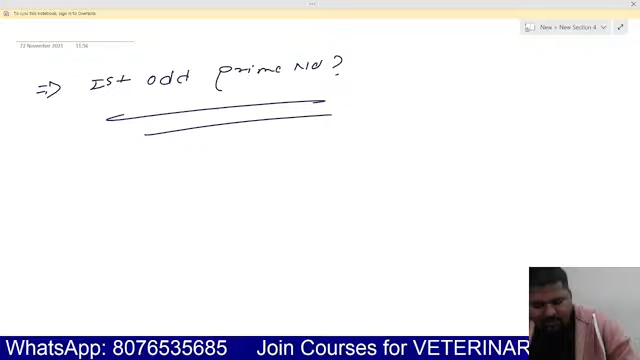 To sync this notebook, sign in to OneNote.
New > New Section 4
22 November 2021 11:56
⇒ Ist odd prime No ?
WhatsApp: 8076535685 Join Courses for VETERINAR